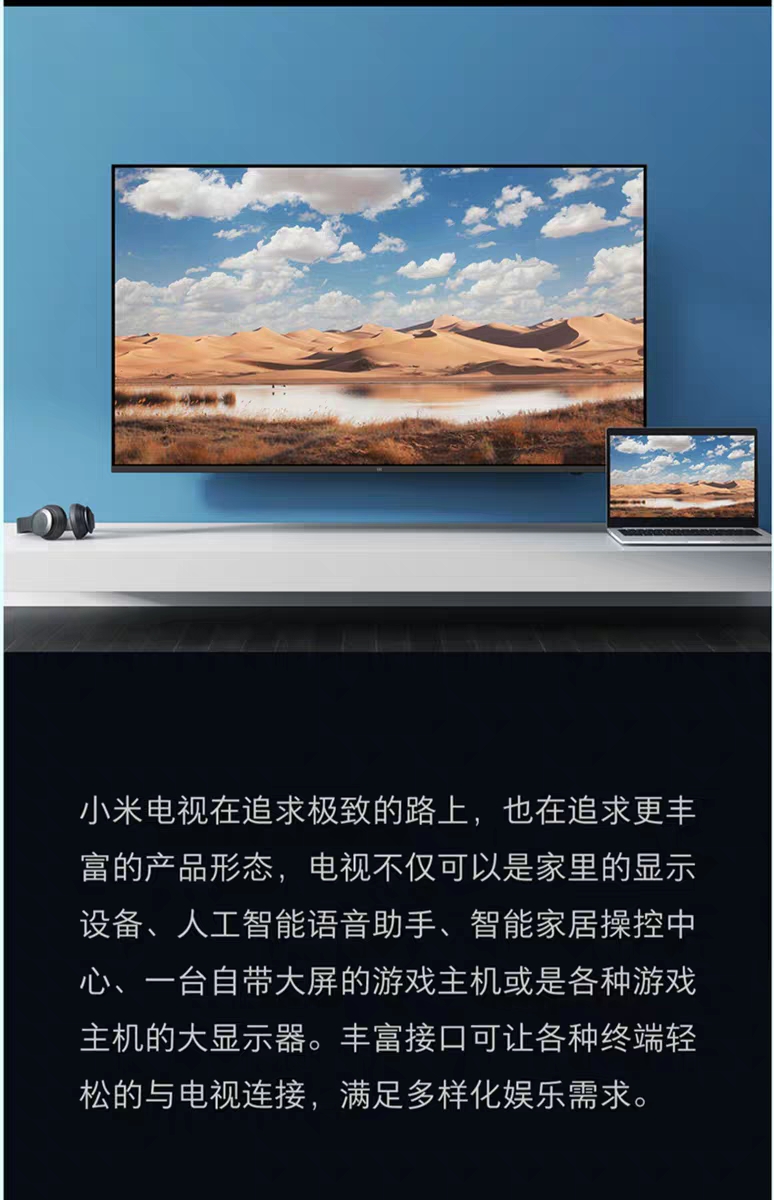 小米电视在追求极致的路上，也在追求更丰
富的产品形态，电视不仅可以是家里的显示
设备、人工智能语音助手、智能家居操控中
心、一台自带大屏的游戏主机或是各种游戏
主机的大显示器。丰富接口可让各种终端轻
松的与电视连接，满足多样化娱乐需求。